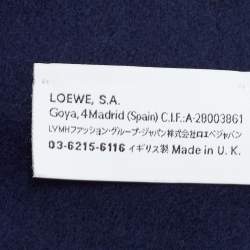 LOEWE, S.A.
Goya, 4 Madrid (Spain) C.I.F.: A-28003861
LVMHファッション・グループ・ジャパン株式会社ロエベジャパン
03-6215-6116 イギリス製 Made in U. K.